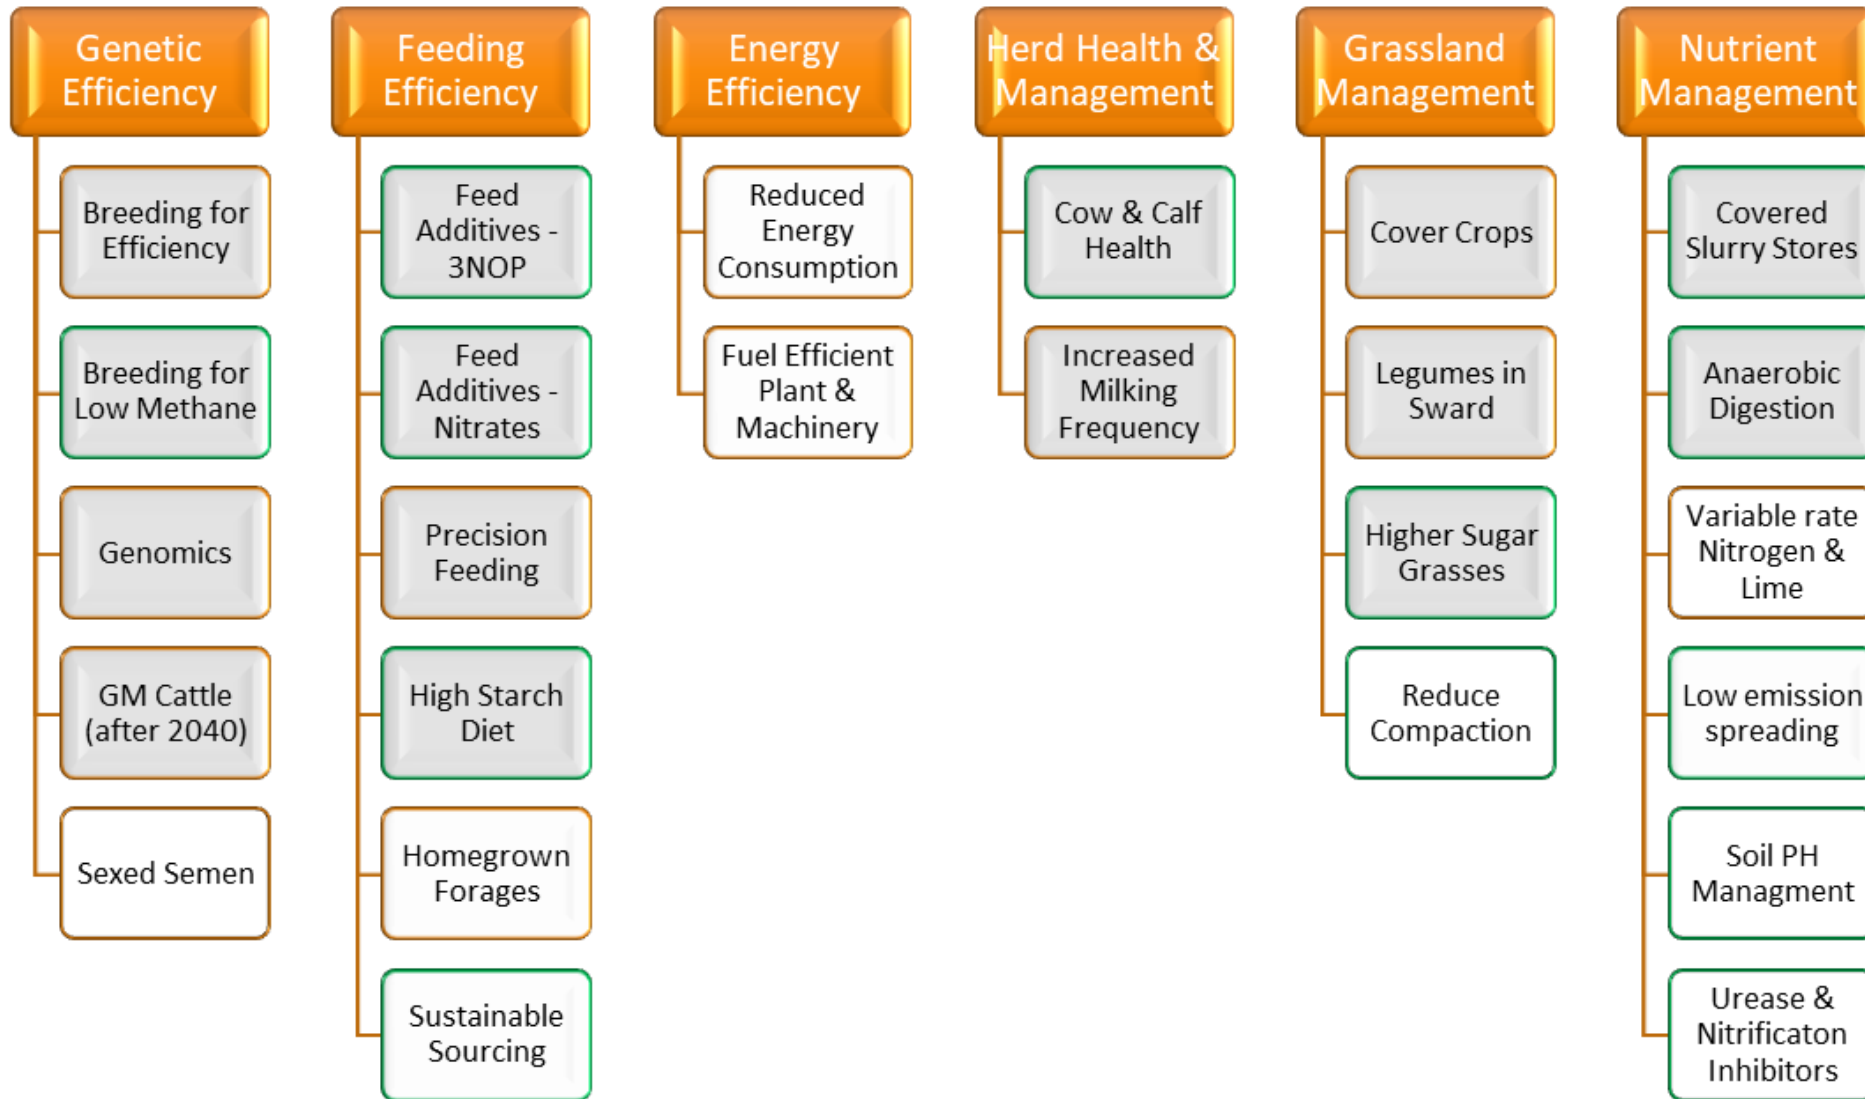 Genetic
Efficiency
Breeding for
Efficiency
Breeding for
Low Methane
Genomics
GM Cattle
(after 2040)
Sexed Semen
Feeding
Efficiency
Feed
Additives -
3NOP
Feed
Additives -
Nitrates
Precision
Feeding
High Starch
Diet
Homegrown
Forages
Sustainable
Sourcing
Energy
Efficiency
Reduced
Energy
Consumption
Fuel Efficient
Plant &
Machinery
Herd Health &
Management
Cow & Calf
Health
Increased
Milking
Frequency
Grassland
Management
Cover Crops
Legumes in
Sward
Higher Sugar
Grasses
Reduce
Compaction
Nutrient
Management
Covered
Slurry Stores
Anaerobic
Digestion
Variable rate
Nitrogen &
Lime
Low emission
spreading
Soil PH
Managment
Urease &
Nitrificaton
Inhibitors